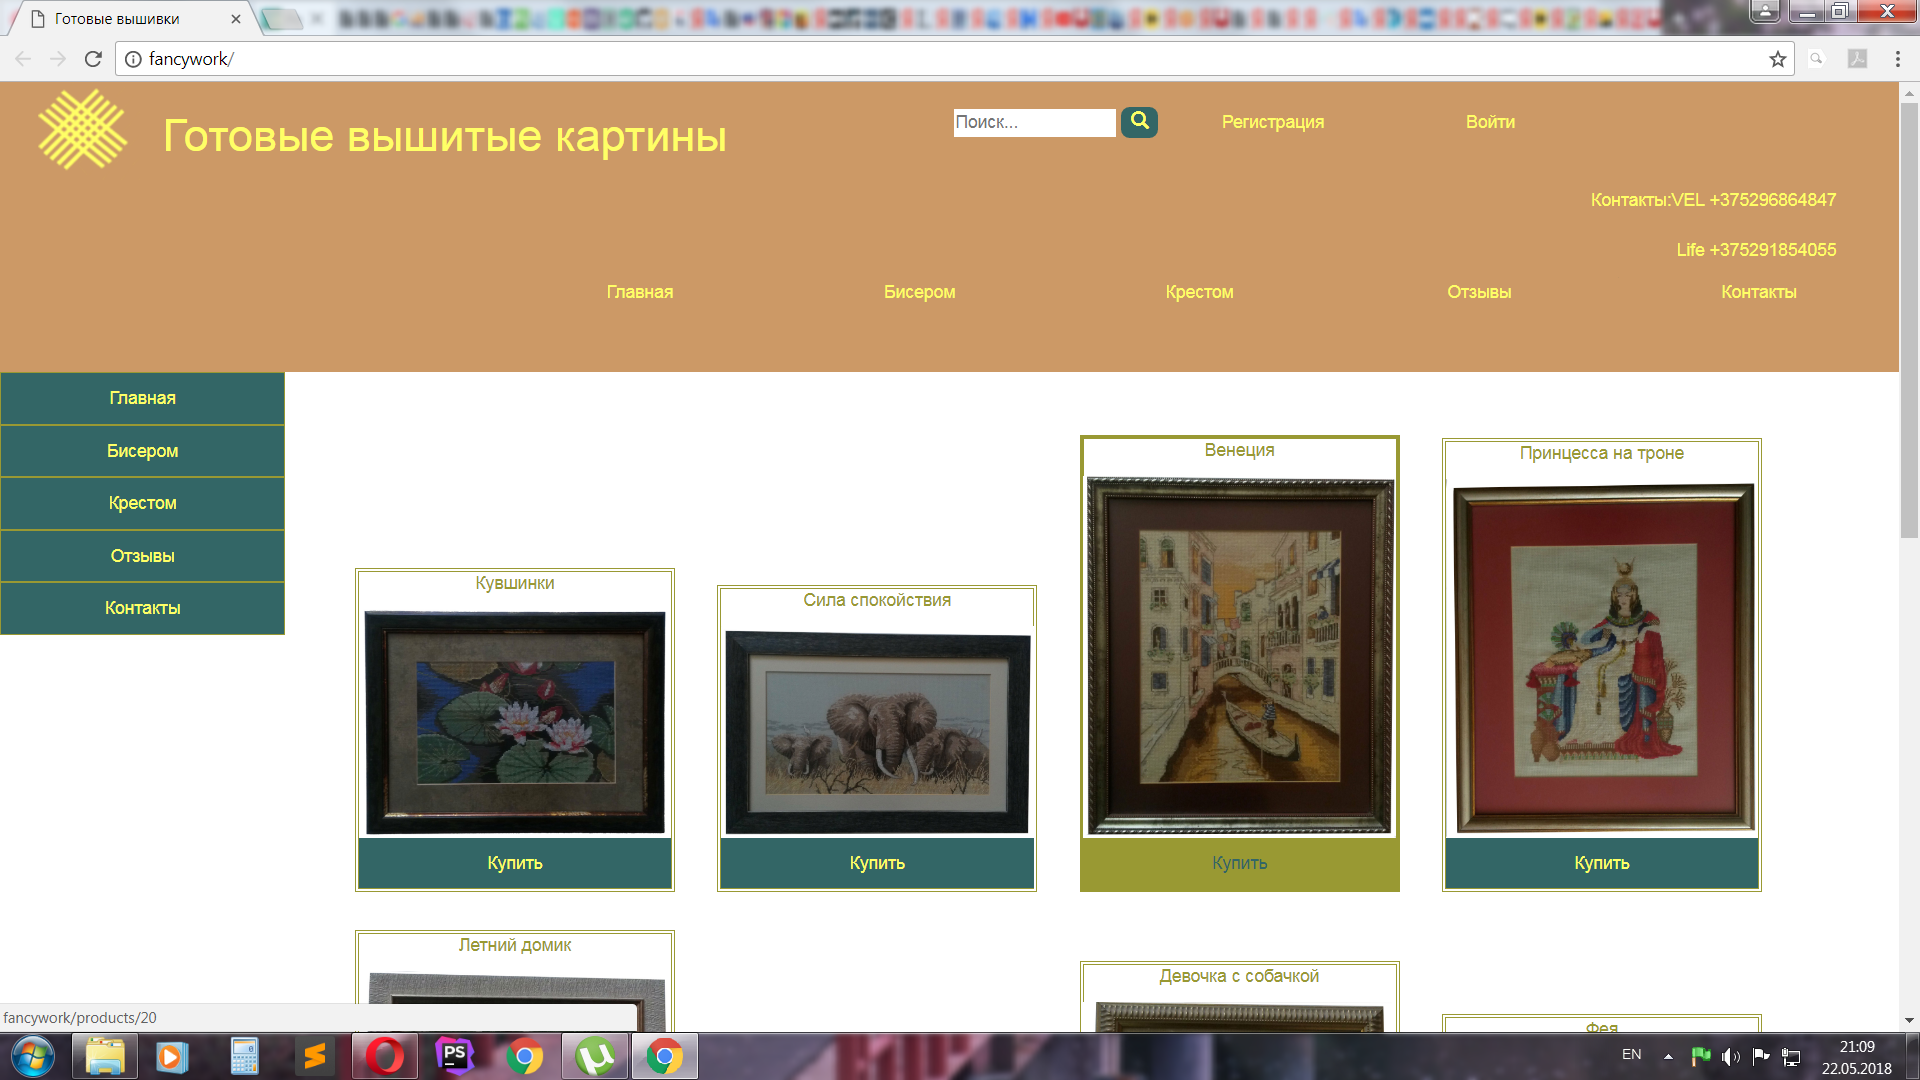 Готовые вышивки
fancywork/
Готовые вышитые картины
Поиск...
Регистрация
Войти
Контакты:VEL +375296864847
Life +375291854055
Главная
Бисером
Крестом
Отзывы
Контакты
Главная
Бисером
Крестом
Отзывы
Контакты
Кувшинки
Купить
Сила спокойствия
Купить
Венеция
Купить
Принцесса на троне
Купить
Летний домик
Девочка с собачкой
Фея
fancywork/products/20
PS
EN
21:09
22.05.2018